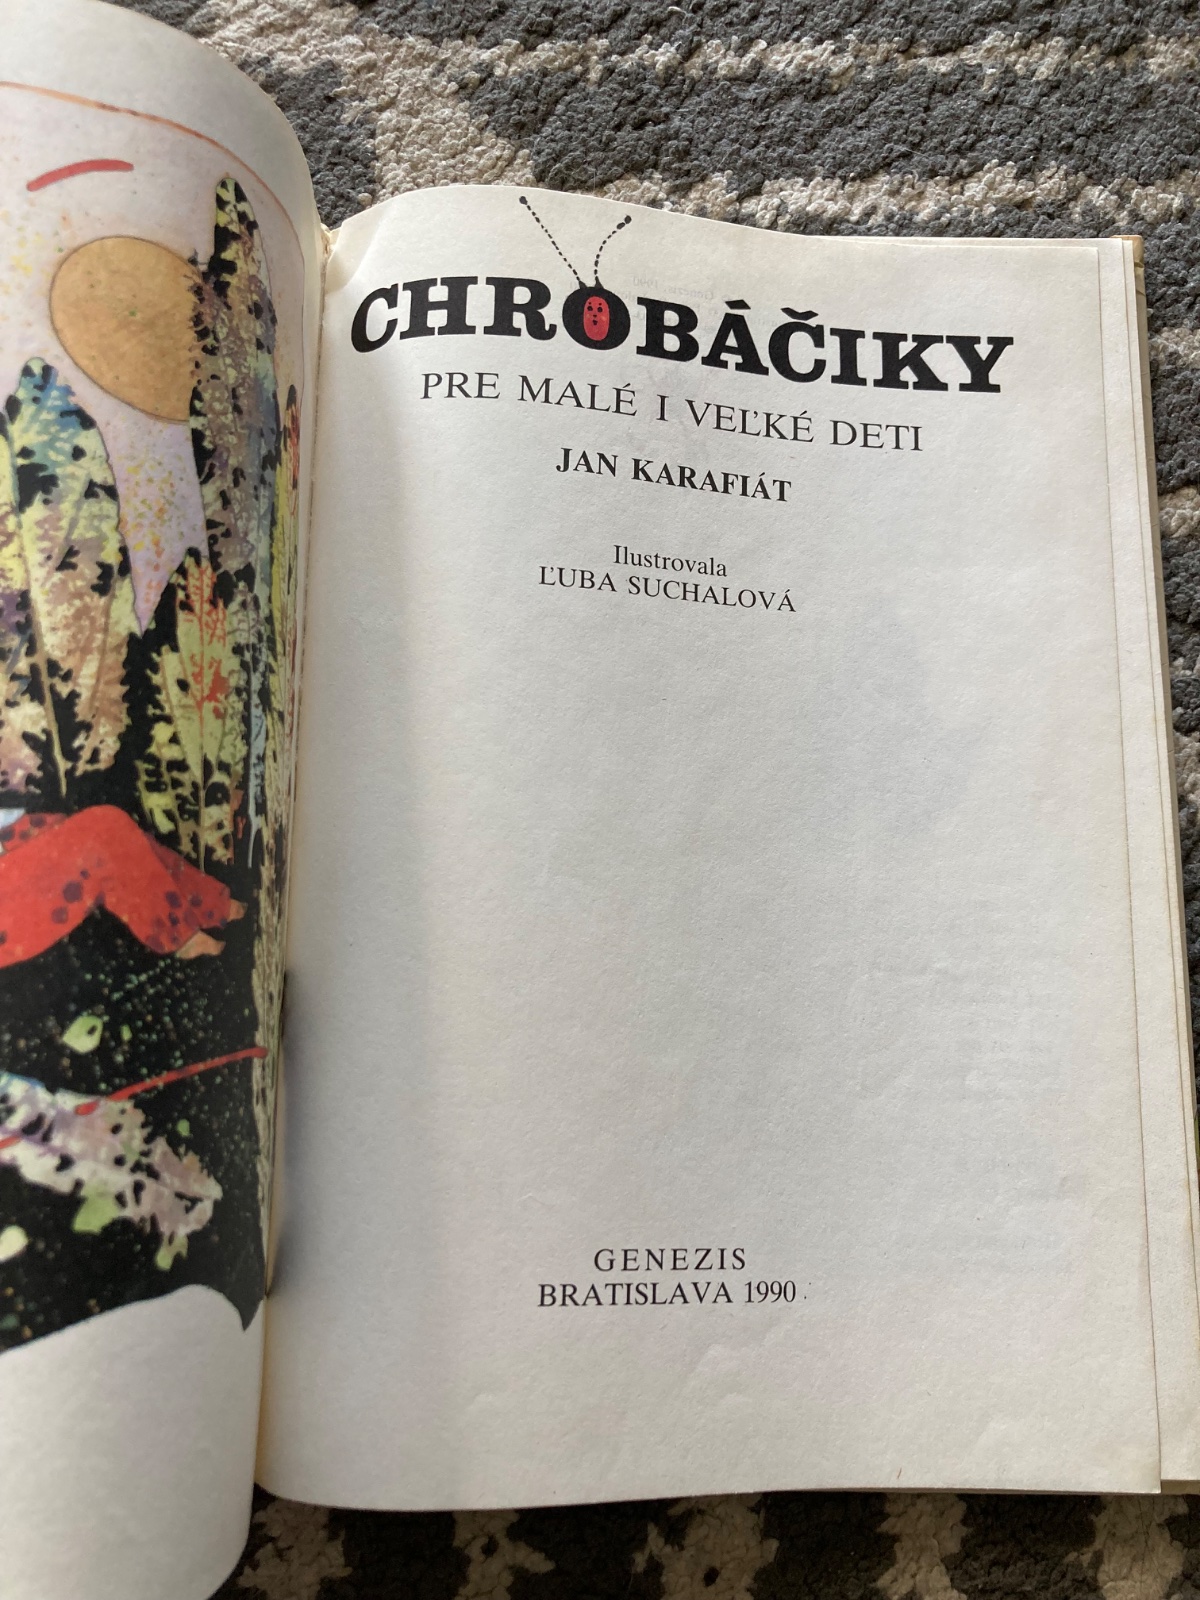 CHROBÁČIKY
PRE MALÉ I VEĽKÉ DETI
JAN KARAFIÁT
Ilustrovala
ĽUBA SUCHALOVÁ
GENEZIS
BRATISLAVA 1990